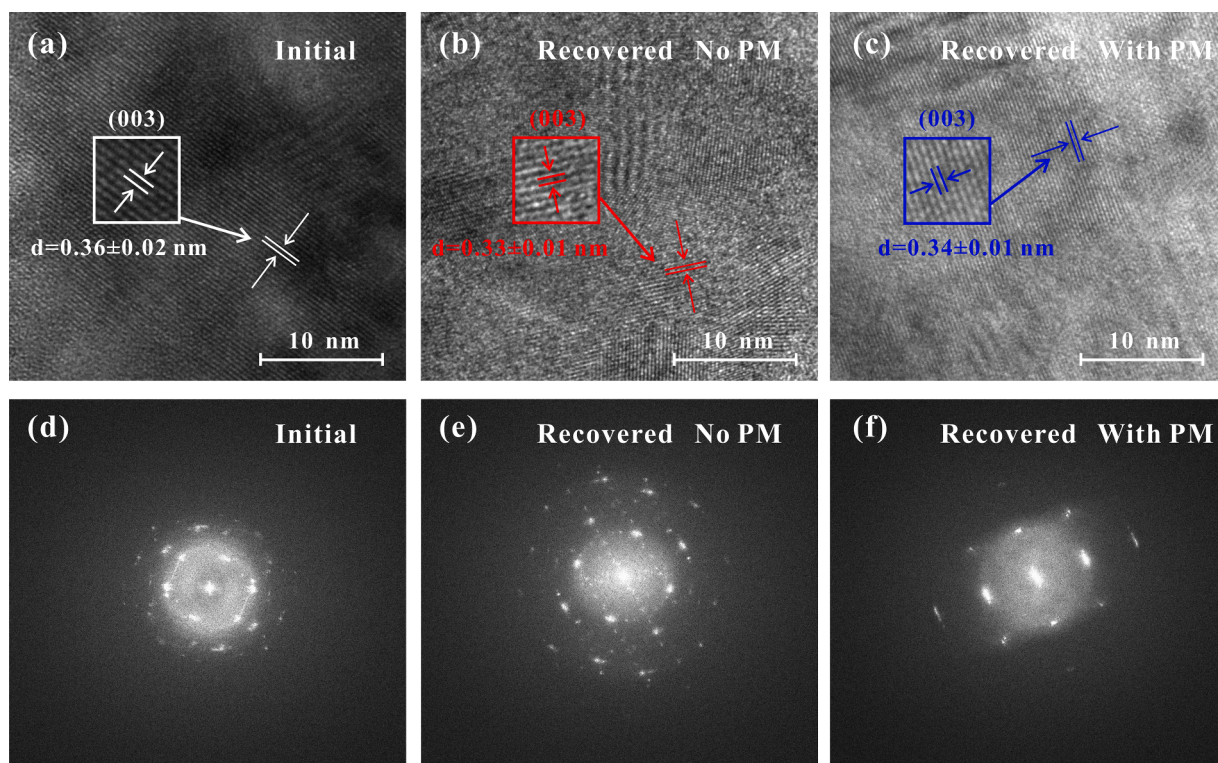 (a) Initial
(003)
d=0.36±0.02 nm
10 nm
(b) Recovered No PM
(003)
d=0.33±0.01 nm
10 nm
(c) Recovered With PM
(003)
d=0.34±0.01 nm
10 nm
(d) Initial
(e) Recovered No PM
(f) Recovered With PM